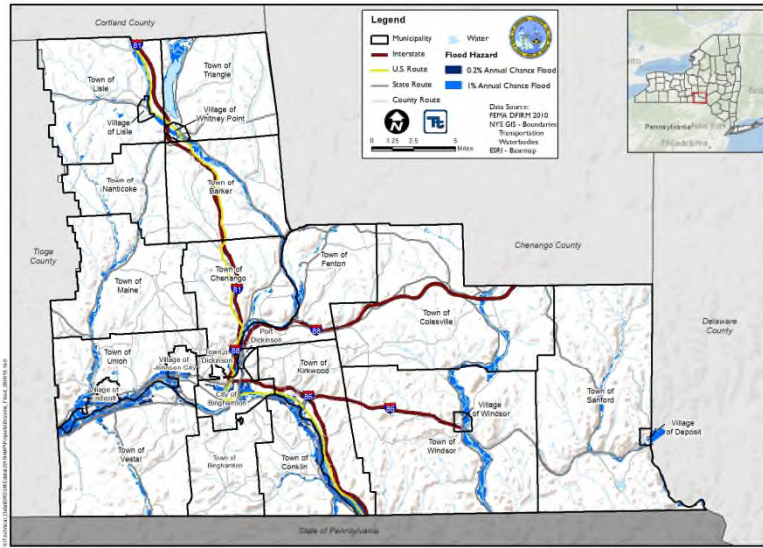 Cortland County
Legend
Municipality
Interstate
U.S. Route
State Route
County Route
Water
Flood Hazard
0.2% Annual Chance Flood
1% Annual Chance Flood
N
Tt
0 1.25 2.5 5
Miles
Data Source:
FEMA DFIRM 2010
NYS GIS - Boundaries
Transportation
Waterbodies
ESRI - Basemap
Pennsylvania
New York
Philadelphia
81
Town of
Lisle
Town of
Triangle
Village
of Lisle
Village of
Whitney Point
Town of
Nanticoke
Town of
Barker
Tioga
County
Town of
Maine
Town of
Chenango
81
Town of
Fenton
Chenango County
Delaware
County
Port
Dickinson
88
Town of
Colesville
Town of
Union
Village of
Johnson City
Town of
Dickinson
88
Town of
Kirkwood
Village of
Endicott
City of
Binghamton
Village
of Windsor
Town of
Sanford
Village
of Deposit
Town of
Vestal
Town of
Binghamton
Town of
Conklin
Town of
Windsor
State of Pennsylvania